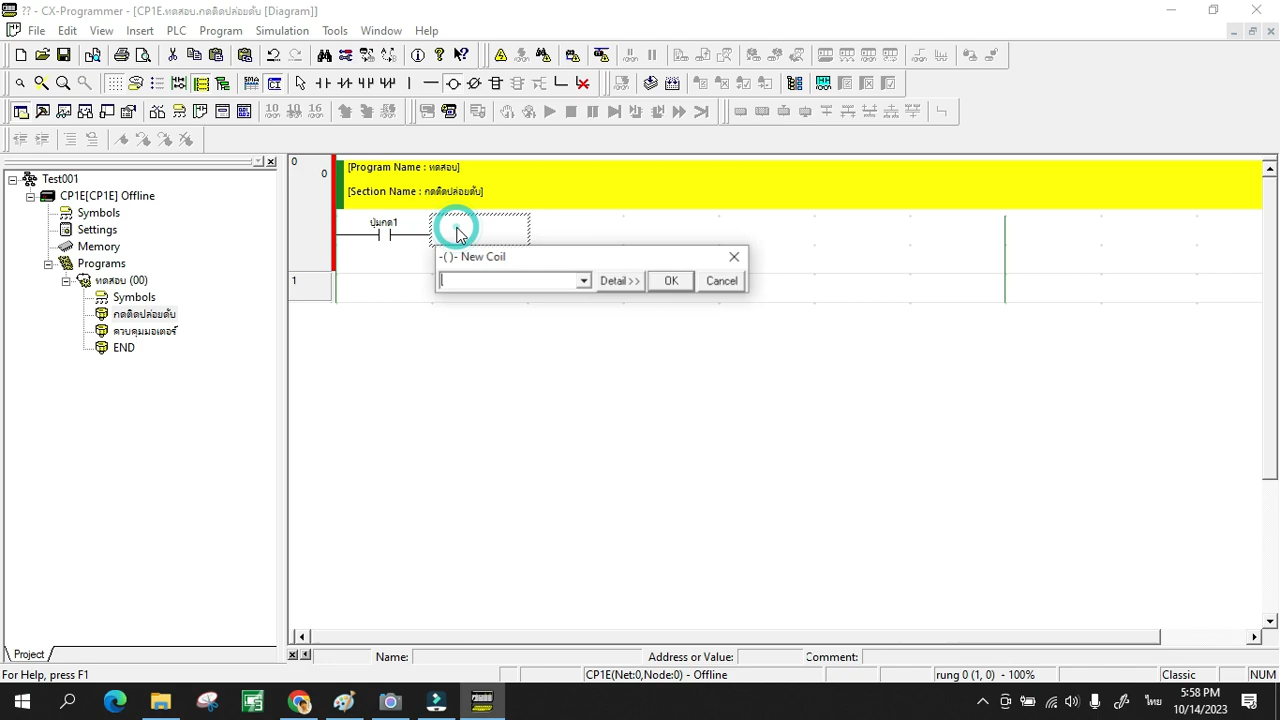 ?? - CX-Programmer - [CP1E.ทดสอบ.กดติดปล่อยดับ [Diagram]]
File Edit View Insert PLC Program Simulation Tools Window Help
10 10 16
0
0
[Program Name : ทดสอบ]
[Section Name : กดติดปล่อยดับ]
Test001
CP1E[CP1E] Offline
Symbols
Settings
Memory
Programs
ทดสอบ (00)
Symbols
กดติดปล่อยดับ
ควบคุมมอเตอร์
END
ปุ่มกด1
-( )- New Coil
Detail >> OK Cancel
1
Project
Name: Address or Value: Comment:
For Help, press F1
CP1E(Net:0,Node:0) - Offline
rung 0 (1, 0) - 100%
Classic
NUM
ไทย
5:58 PM
10/14/2023